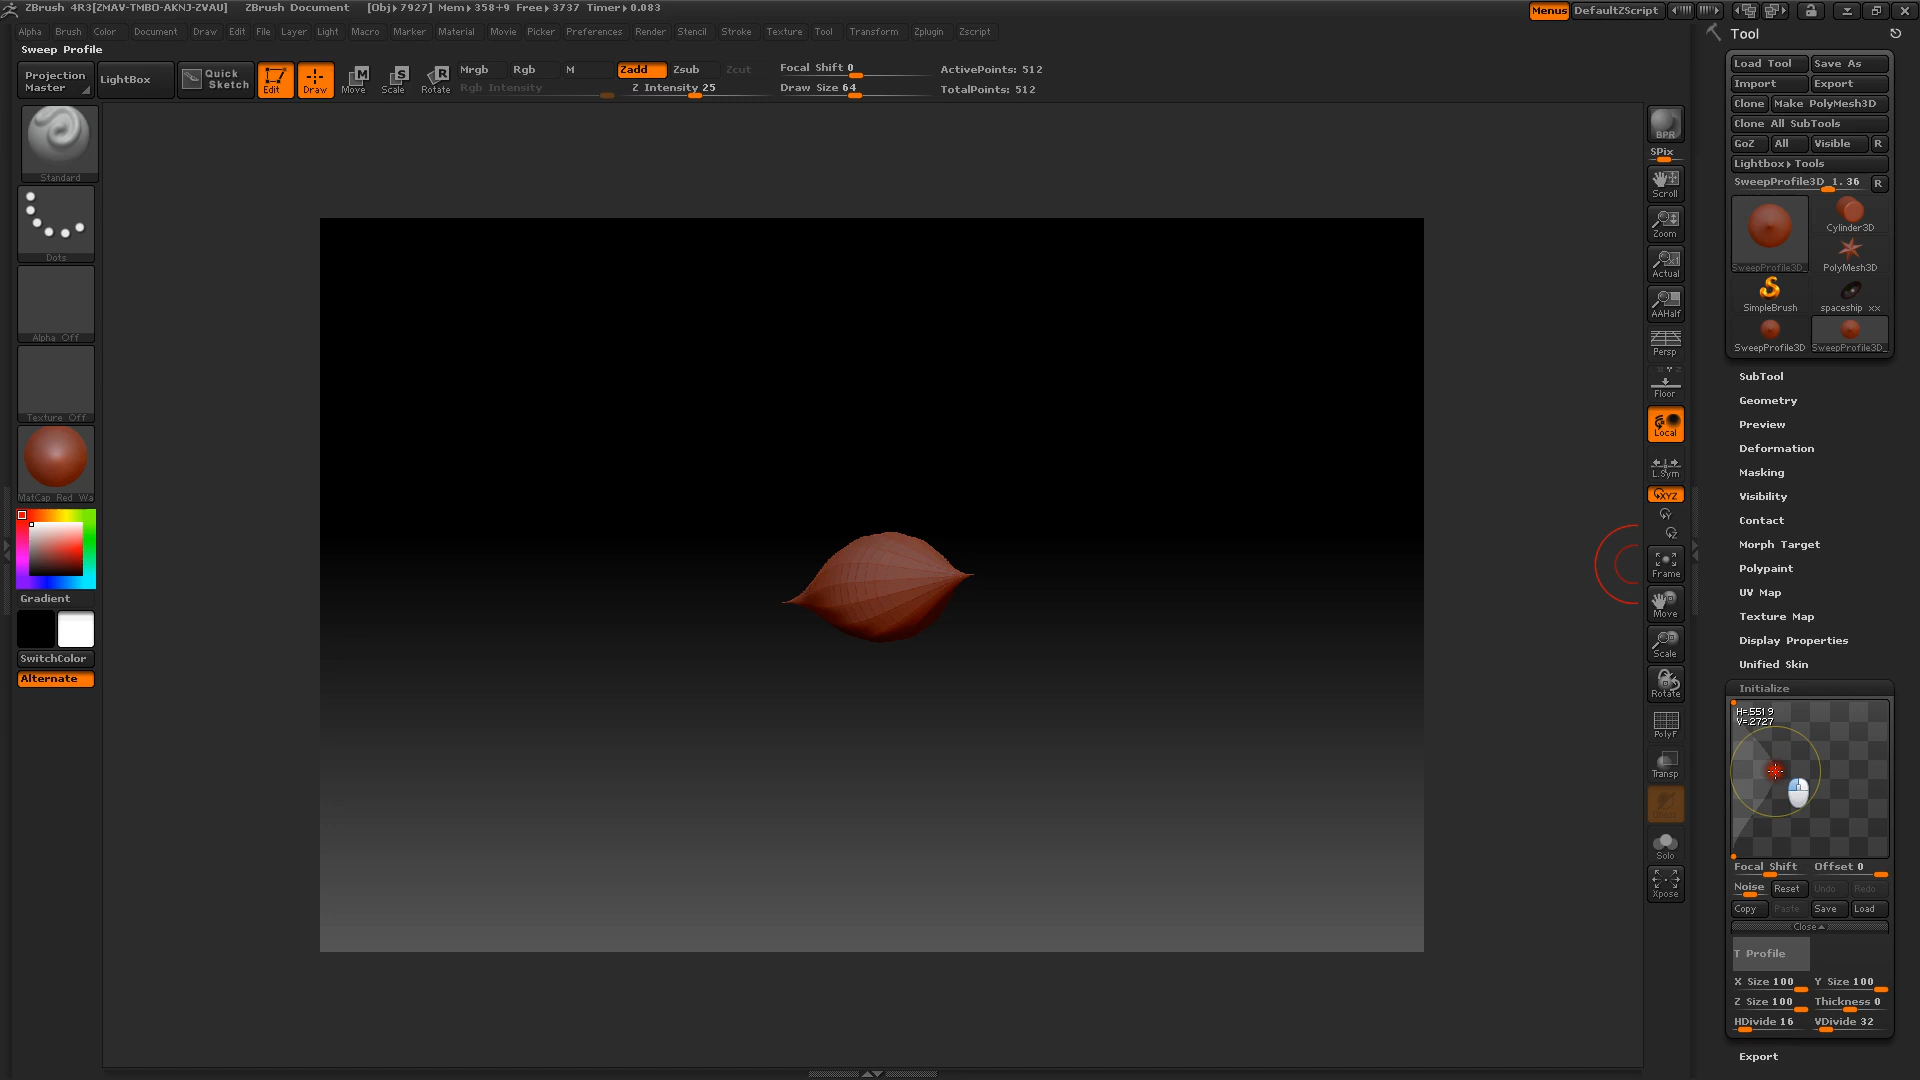 ZBrush 4R3[ZMAV-TMBO-AKNJ-ZVAU] ZBrush Document [Obj▸7927] Mem▸358+9 Free▸3737 Timer▸0.083 Menus DefaultZScript
Alpha Brush Color Document Draw Edit File Layer Light Macro Marker Material Movie Picker Preferences Render Stencil Stroke Texture Tool Transform Zplugin Zscript
Sweep Profile
Projection Master
LightBox
Quick Sketch
Edit
Draw
Move
Scale
Rotate
Mrgb Rgb M
Rgb Intensity
Zadd Zsub Zcut
Z Intensity 25
Focal Shift 0
Draw Size 64
ActivePoints: 512
TotalPoints: 512
Standard
Dots
Alpha Off
Texture Off
MatCap Red Wa
Gradient
SwitchColor
Alternate
BPR
SPix
Scroll
Zoom
Actual
AAHalf
Persp
Floor
Local
L.Sym
XYZ
Y
Z
Frame
Move
Scale
Rotate
PolyF
Transp
Solo
Xpose
Tool
Load Tool Save As
Import Export
Clone Make PolyMesh3D
Clone All SubTools
GoZ All Visible R
Lightbox▸Tools
SweepProfile3D_1. 36 R
SweepProfile3D_
Cylinder3D
PolyMesh3D
SimpleBrush
spaceship xx
SweepProfile3D
SweepProfile3D_
SubTool
Geometry
Preview
Deformation
Masking
Visibility
Contact
Morph Target
Polypaint
UV Map
Texture Map
Display Properties
Unified Skin
Initialize
H=.5519
V=.2727
Focal Shift Offset 0
Noise Reset Undo Redo
Copy Paste Save Load
Close
T Profile
X Size 100 Y Size 100
Z Size 100 Thickness 0
HDivide 16 VDivide 32
Export